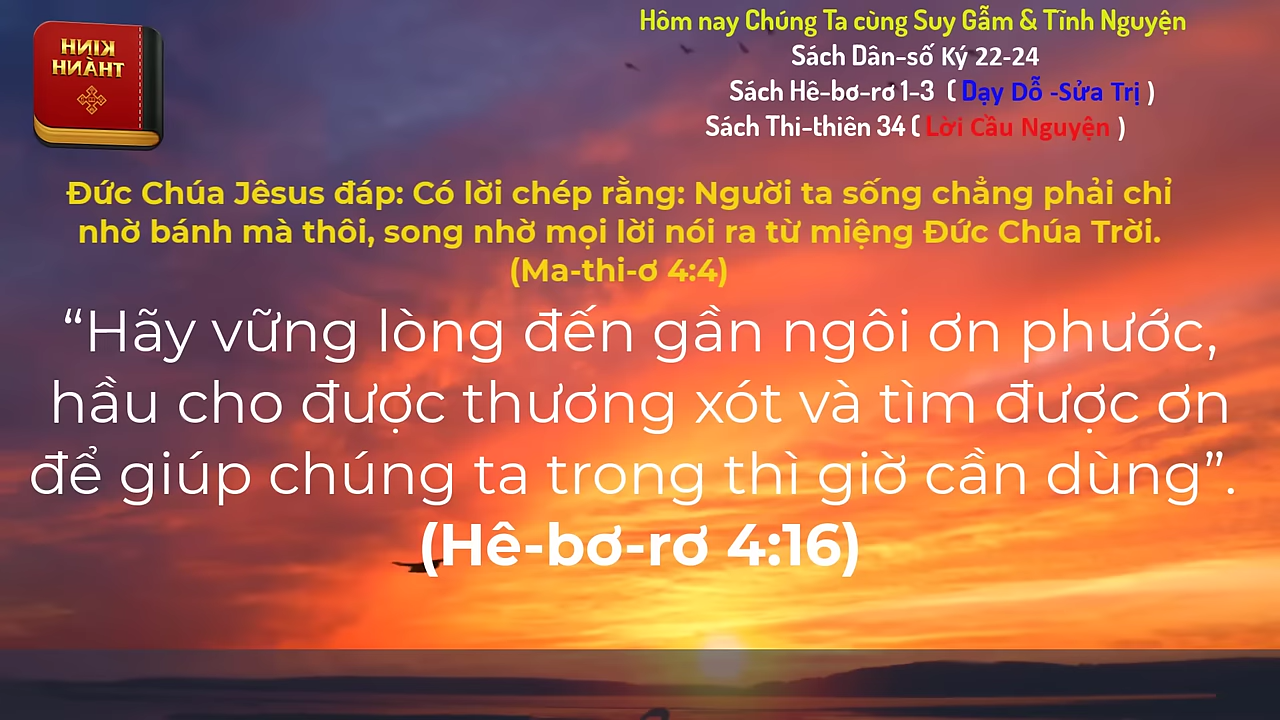 KINH
THÁNH
Hôm nay Chúng Ta cùng Suy Gẫm & Tĩnh Nguyện
Sách Dân-số Ký 22-24
Sách Hê-bơ-rơ 1-3 ( Dạy Dỗ -Sửa Trị )
Sách Thi-thiên 34 ( Lời Cầu Nguyện )
Đức Chúa Jêsus đáp: Có lời chép rằng: Người ta sống chẳng phải chỉ
nhờ bánh mà thôi, song nhờ mọi lời nói ra từ miệng Đức Chúa Trời.
(Ma-thi-ơ 4:4)
“Hãy vững lòng đến gần ngôi ơn phước,
hầu cho được thương xót và tìm được ơn
để giúp chúng ta trong thì giờ cần dùng”.
(Hê-bơ-rơ 4:16)